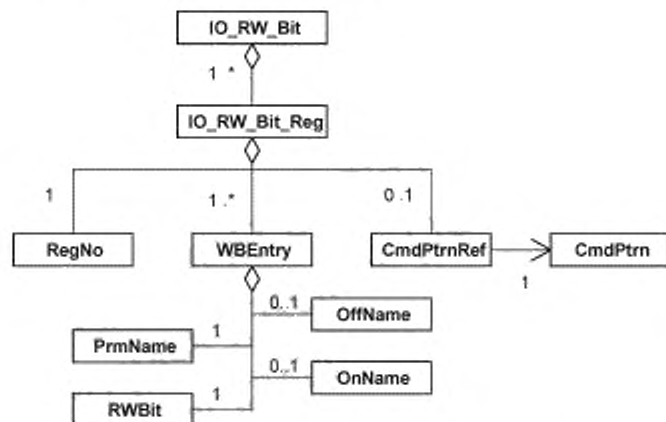 IO_RW_Bit
1 *
IO_RW_Bit_Reg
1
1..*
0..1
RegNo
WBEntry
CmdPtrnRef
CmdPtrn
1
0..1
OffName
PrmName
1
0..1
OnName
RWBit
1